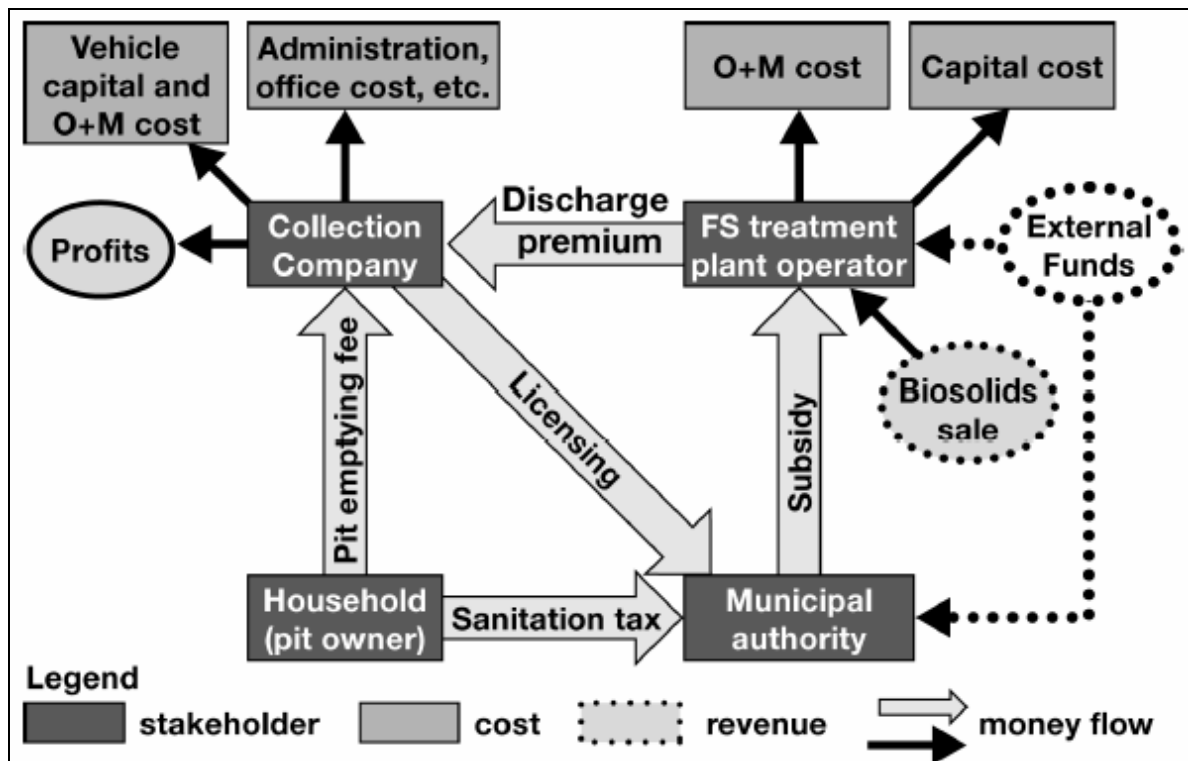 Vehicle
capital and
O+M cost
Administration,
office cost, etc.
O+M cost
Capital cost
Profits
Collection
Company
Discharge
premium
FS treatment
plant operator
External
Funds
Pit emptying fee
Licensing
Subsidy
Biosolids
sale
Household
(pit owner)
Sanitation tax
Municipal
authority
Legend
stakeholder
cost
revenue
money flow